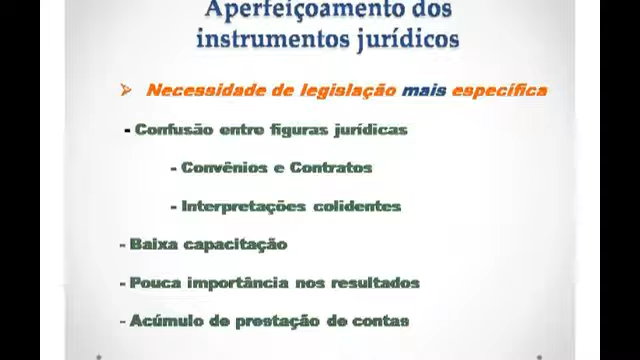 Aperfeiçoamento dos
instrumentos jurídicos
Necessidade de legislação mais específica
- Confusão entre figuras jurídicas
- Convênios e Contratos
- Interpretações colidentes
- Baixa capacitação
- Pouca importância nos resultados
- Acúmulo de prestação de contas